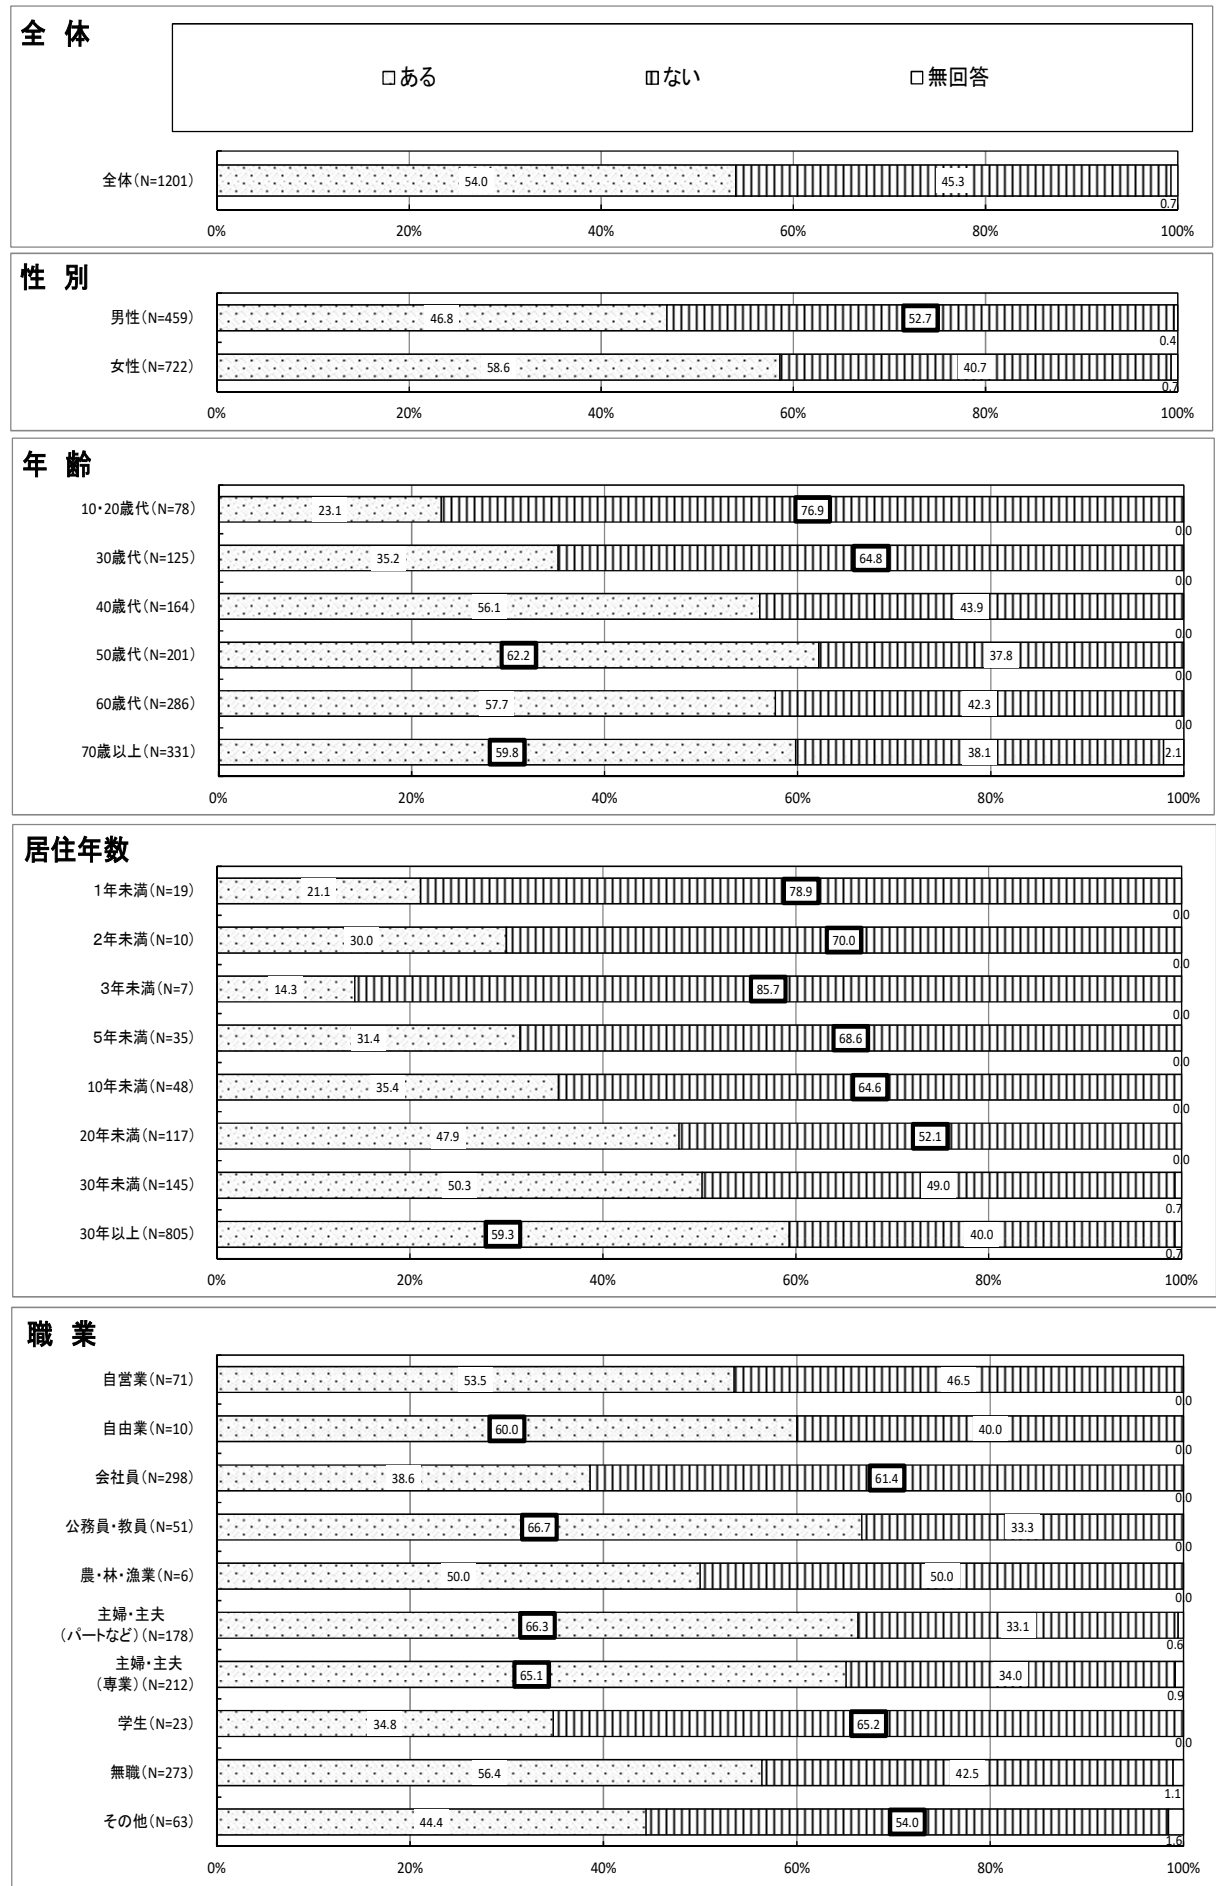 全 体
ある ない 無回答
全体(N=1201) 54.0 45.3 0.7
0% 20% 40% 60% 80% 100%
性 別
男性(N=459) 46.8 52.7 0.4
女性(N=722) 58.6 40.7 0.7
0% 20% 40% 60% 80% 100%
年 齢
10・20歳代(N=78) 23.1 76.9 0.0
30歳代(N=125) 35.2 64.8 0.0
40歳代(N=164) 56.1 43.9 0.0
50歳代(N=201) 62.2 37.8 0.0
60歳代(N=286) 57.7 42.3 0.0
70歳以上(N=331) 59.8 38.1 2.1
0% 20% 40% 60% 80% 100%
居住年数
1年未満(N=19) 21.1 78.9 0.0
2年未満(N=10) 30.0 70.0 0.0
3年未満(N=7) 14.3 85.7 0.0
5年未満(N=35) 31.4 68.6 0.0
10年未満(N=48) 35.4 64.6 0.0
20年未満(N=117) 47.9 52.1 0.0
30年未満(N=145) 50.3 49.0 0.7
30年以上(N=805) 59.3 40.0 0.7
0% 20% 40% 60% 80% 100%
職 業
自営業(N=71) 53.5 46.5 0.0
自由業(N=10) 60.0 40.0 0.0
会社員(N=298) 38.6 61.4 0.0
公務員・教員(N=51) 66.7 33.3 0.0
農・林・漁業(N=6) 50.0 50.0 0.0
主婦・主夫
(パートなど)(N=178) 66.3 33.1 0.6
主婦・主夫
(専業)(N=212) 65.1 34.0 0.9
学生(N=23) 34.8 65.2 0.0
無職(N=273) 56.4 42.5 1.1
その他(N=63) 44.4 54.0 1.6
0% 20% 40% 60% 80% 100%